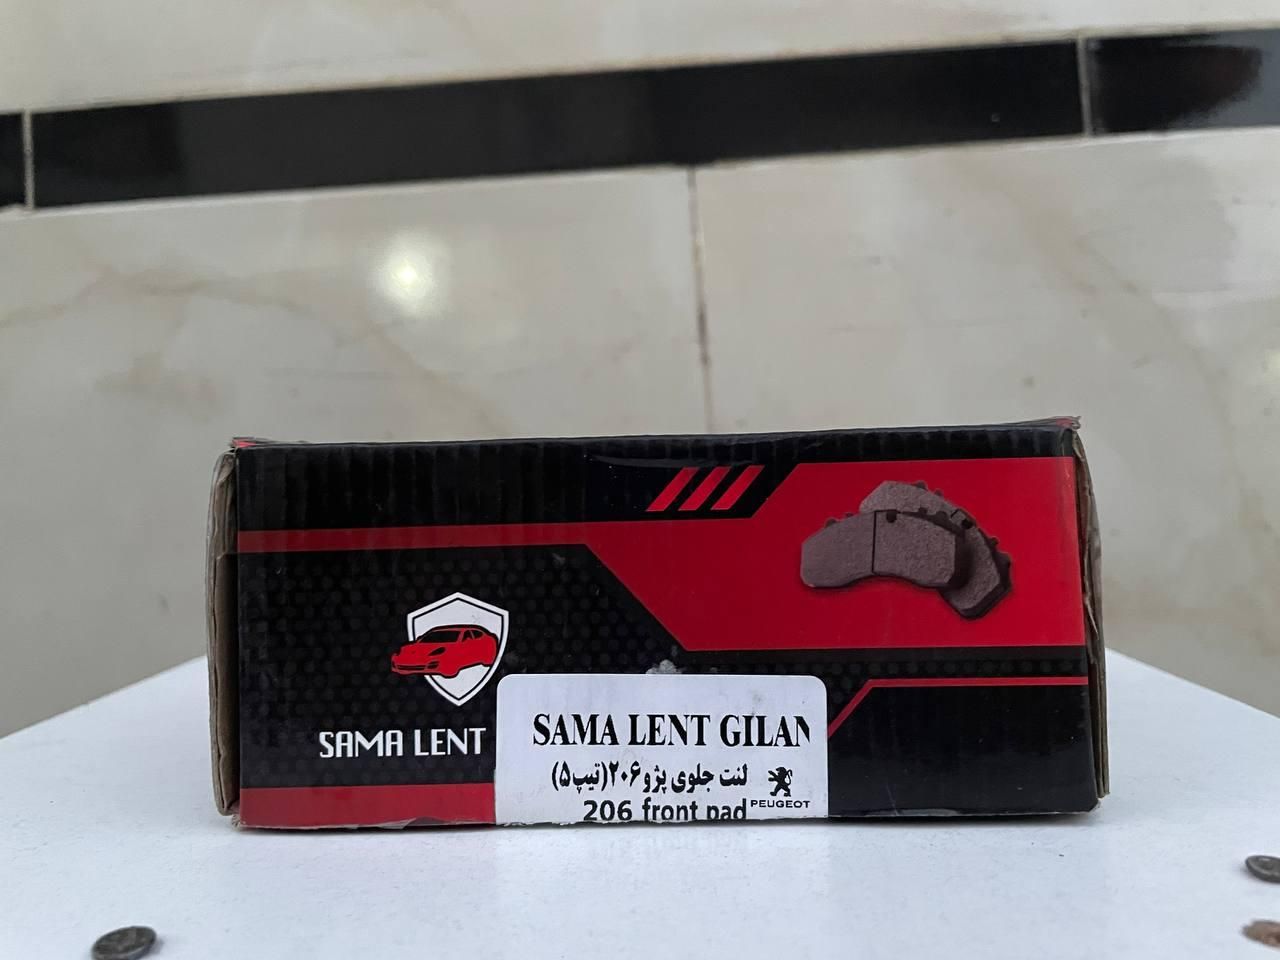 SAMA LENT
SAMA LENT GILAN
لنت جلوی پژو۲۰۶(تیپ۵)
PEUGEOT
206 front pad